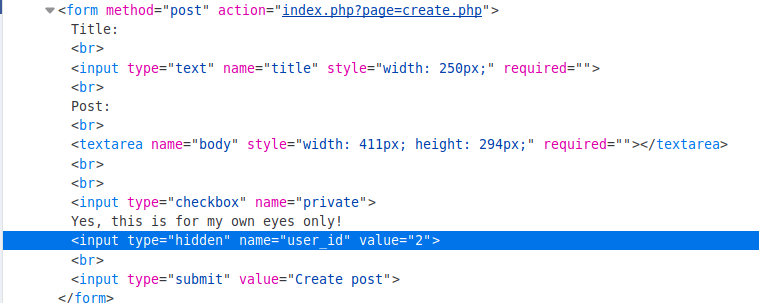 <form method="post" action="index.php?page=create.php">
Title:
<br>
<input type="text" name="title" style="width: 250px;" required="">
<br>
Post:
<br>
<textarea name="body" style="width: 411px; height: 294px;" required=""></textarea>
<br>
<br>
<input type="checkbox" name="private">
Yes, this is for my own eyes only!
<input type="hidden" name="user_id" value="2">
<br>
<input type="submit" value="Create post">
</form>